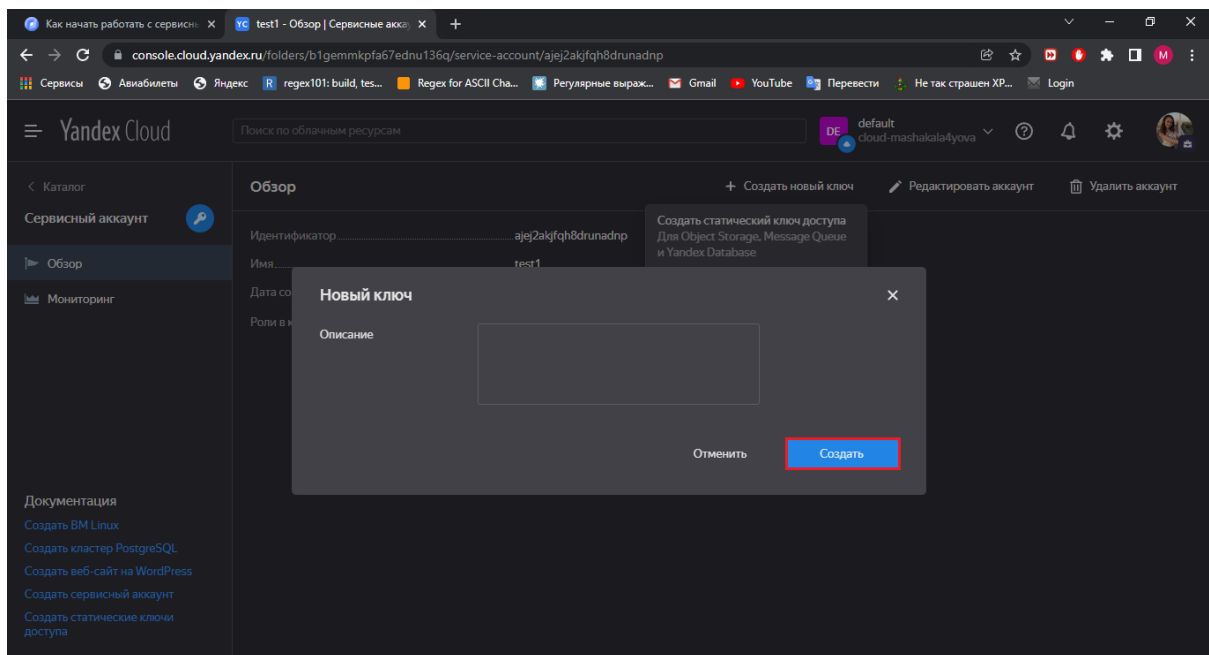 Как начать работать с сервисн
test1 - Обзор | Сервисные акка
console.cloud.yandex.ru/folders/b1gemmkpfa67ednu136q/service-account/ajej2akjfqh8drunadnp
M
Сервисы Авиабилеты Яндекс regex101: build, tes... Regex for ASCII Cha... Регулярные выраж... Gmail YouTube Перевести Не так страшен XP... Login
Yandex Cloud
Поиск по облачным ресурсам
DE
default
cloud-mashakala4yova
Каталог
Обзор
Создать новый ключ
Редактировать аккаунт
Удалить аккаунт
Сервисный аккаунт
Создать статический ключ доступа
Для Object Storage, Message Queue
и Yandex Database
Идентификатор ajej2akjfqh8drunadnp
Обзор
Имя test1
Мониторинг
Дата со
Роли в к
Новый ключ
Описание
Отменить
Создать
Документация
Создать ВМ Linux
Создать кластер PostgreSQL
Создать веб-сайт на WordPress
Создать сервисный аккаунт
Создать статические ключи
доступа